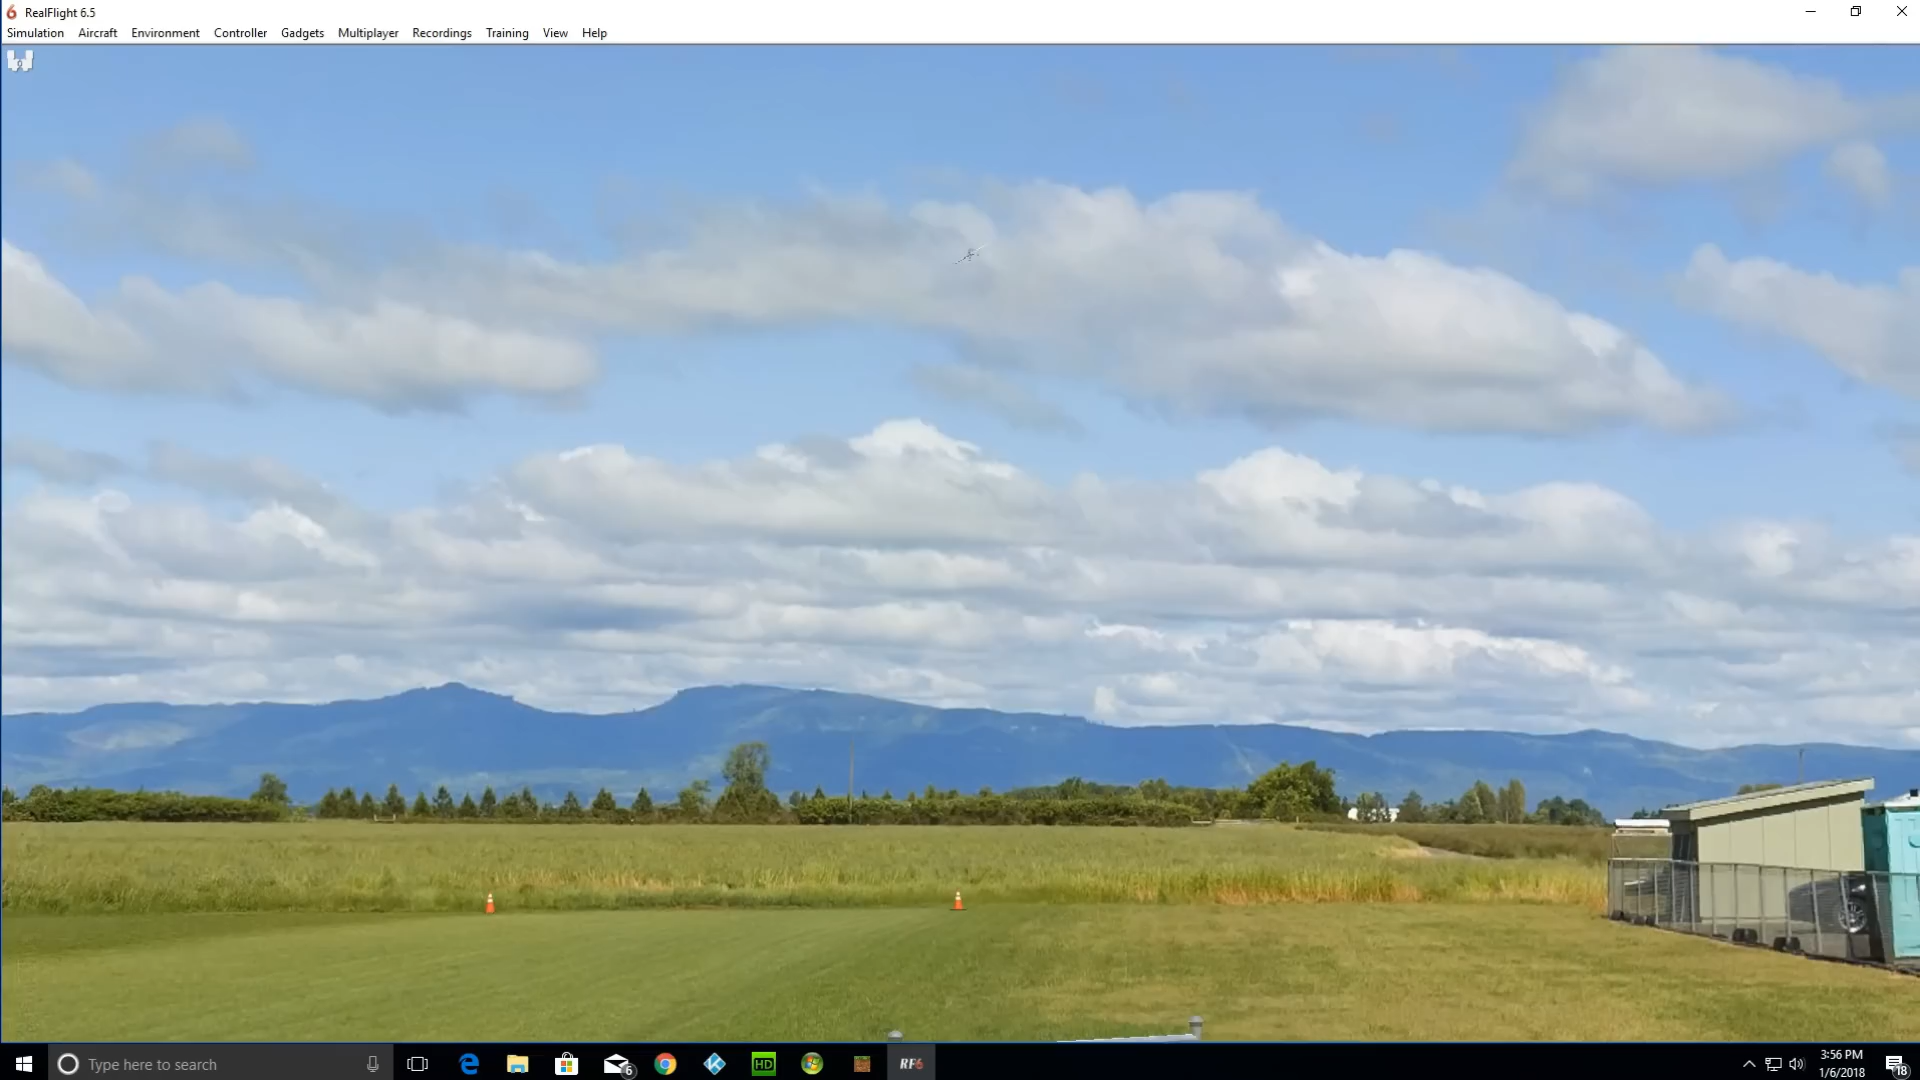 RealFlight 6.5
Simulation Aircraft Environment Controller Gadgets Multiplayer Recordings Training View Help
Type here to search
6
HD
RF6
3:56 PM
1/6/2018
18